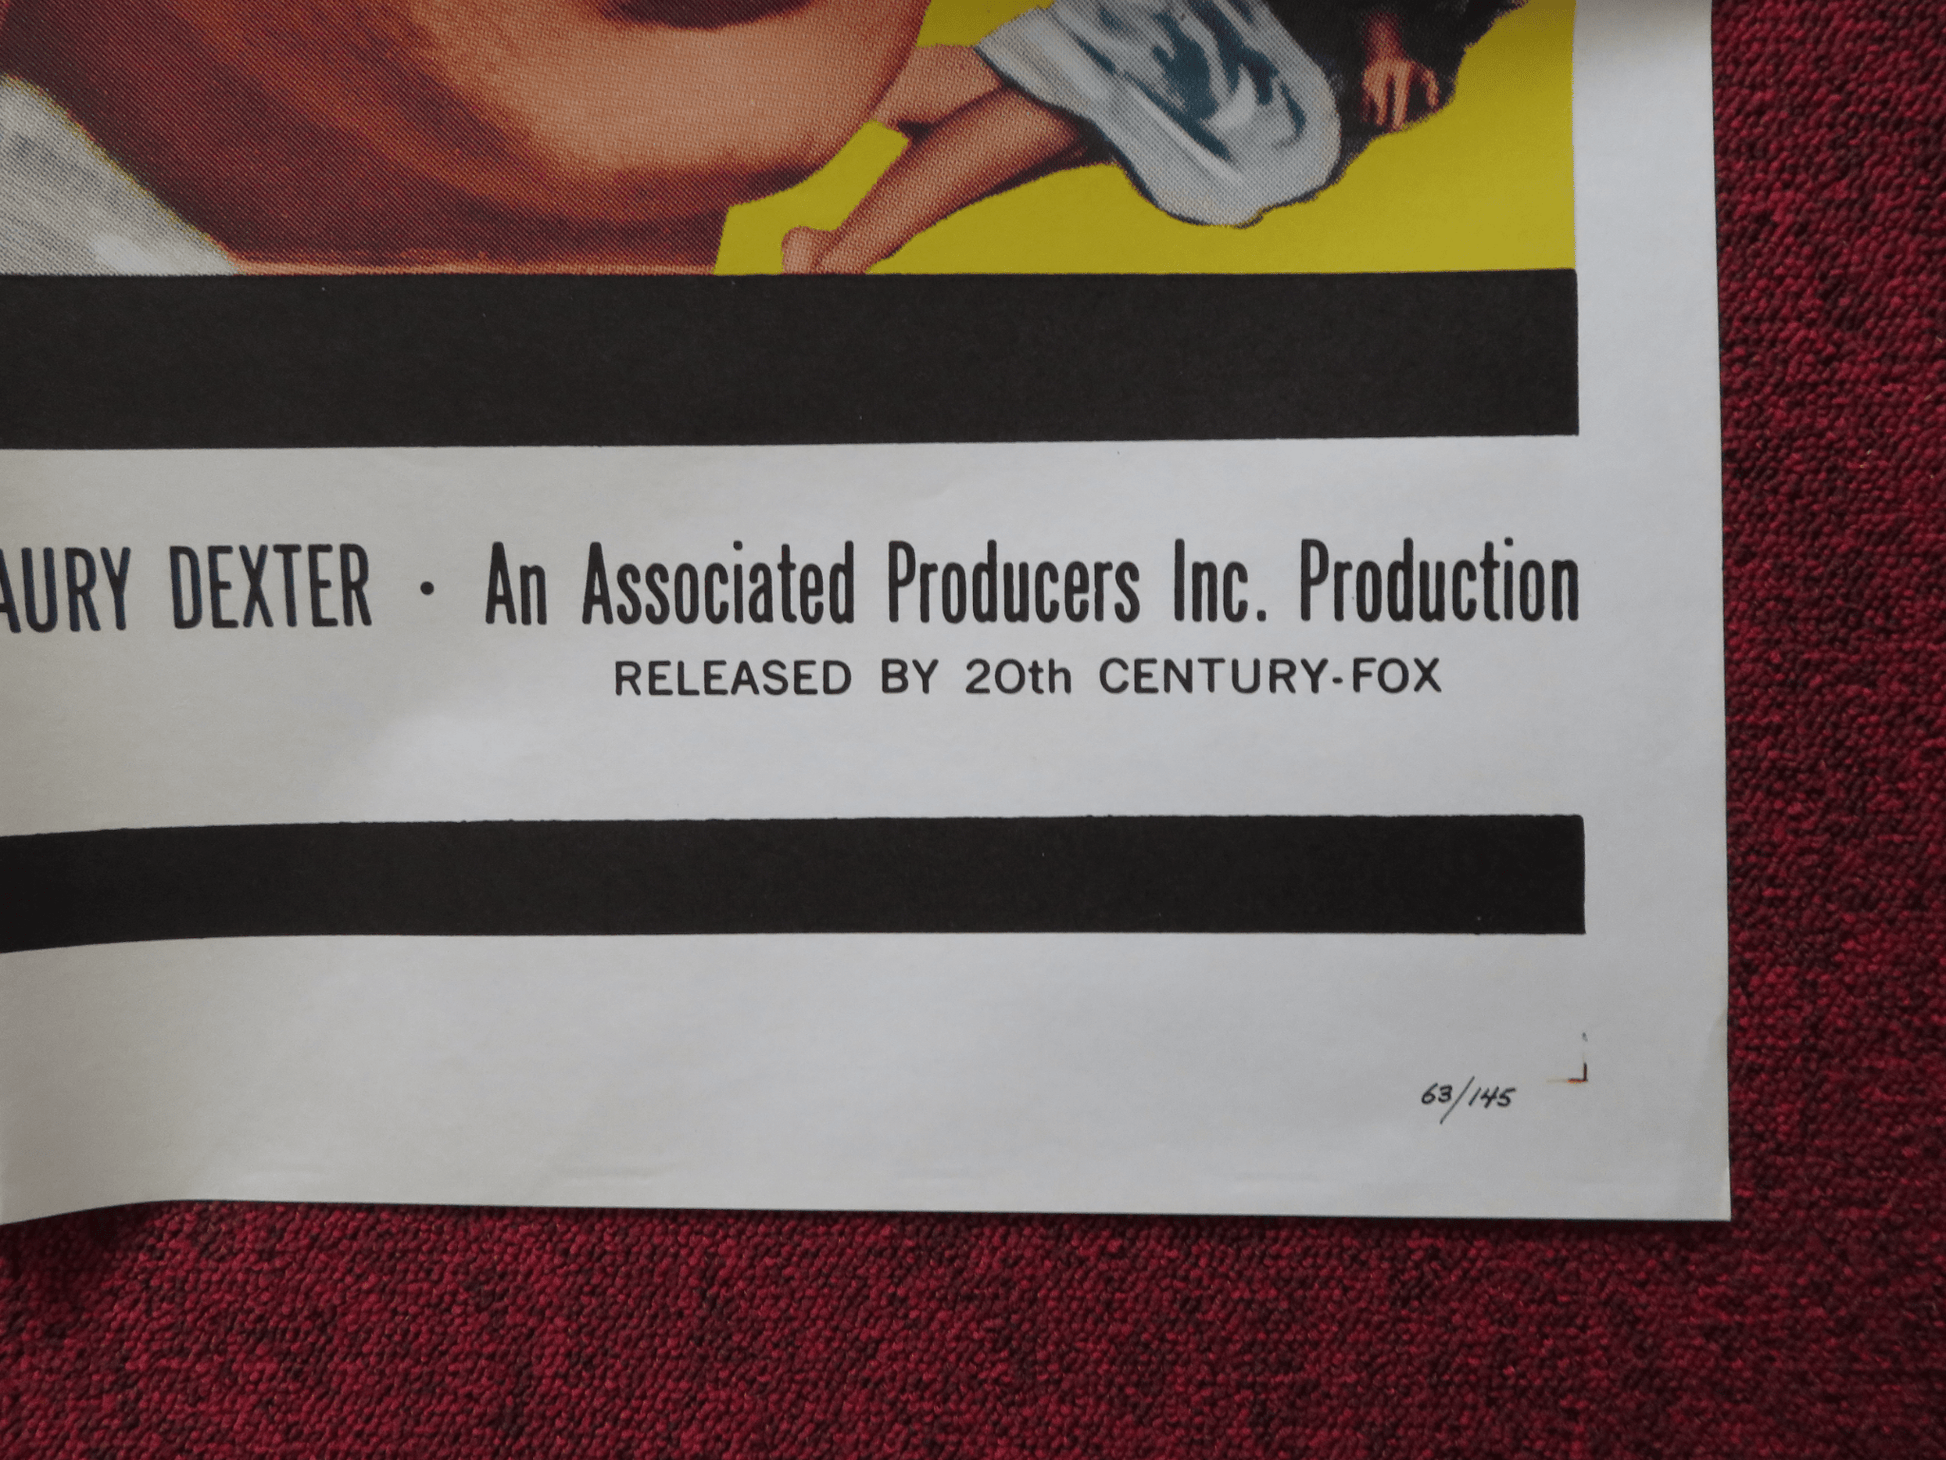 AURY DEXTER · An Associated Producers Inc. Production
RELEASED BY 20th CENTURY-FOX
63/145